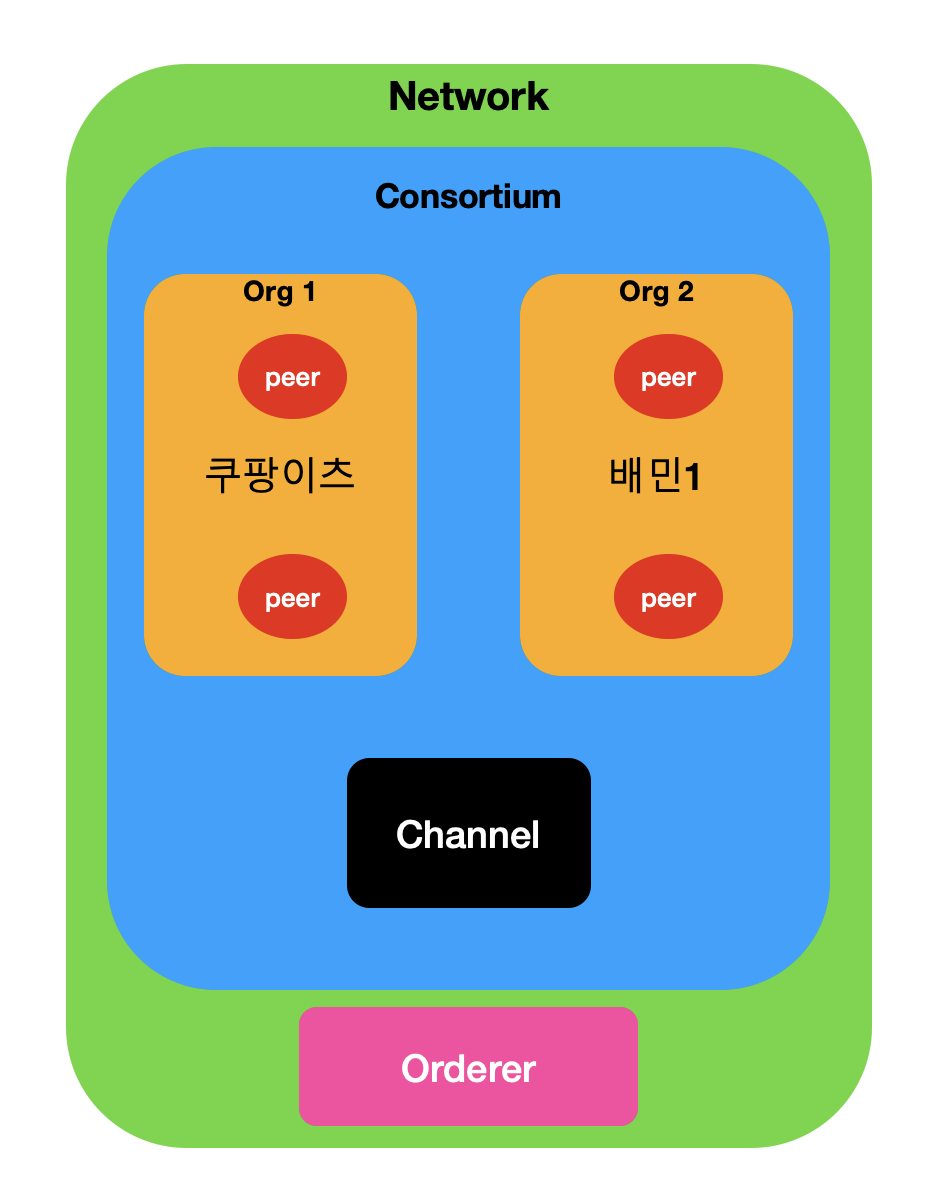 Network
Consortium
Org 1
peer
쿠팡이츠
peer
Org 2
peer
배민1
peer
Channel
Orderer